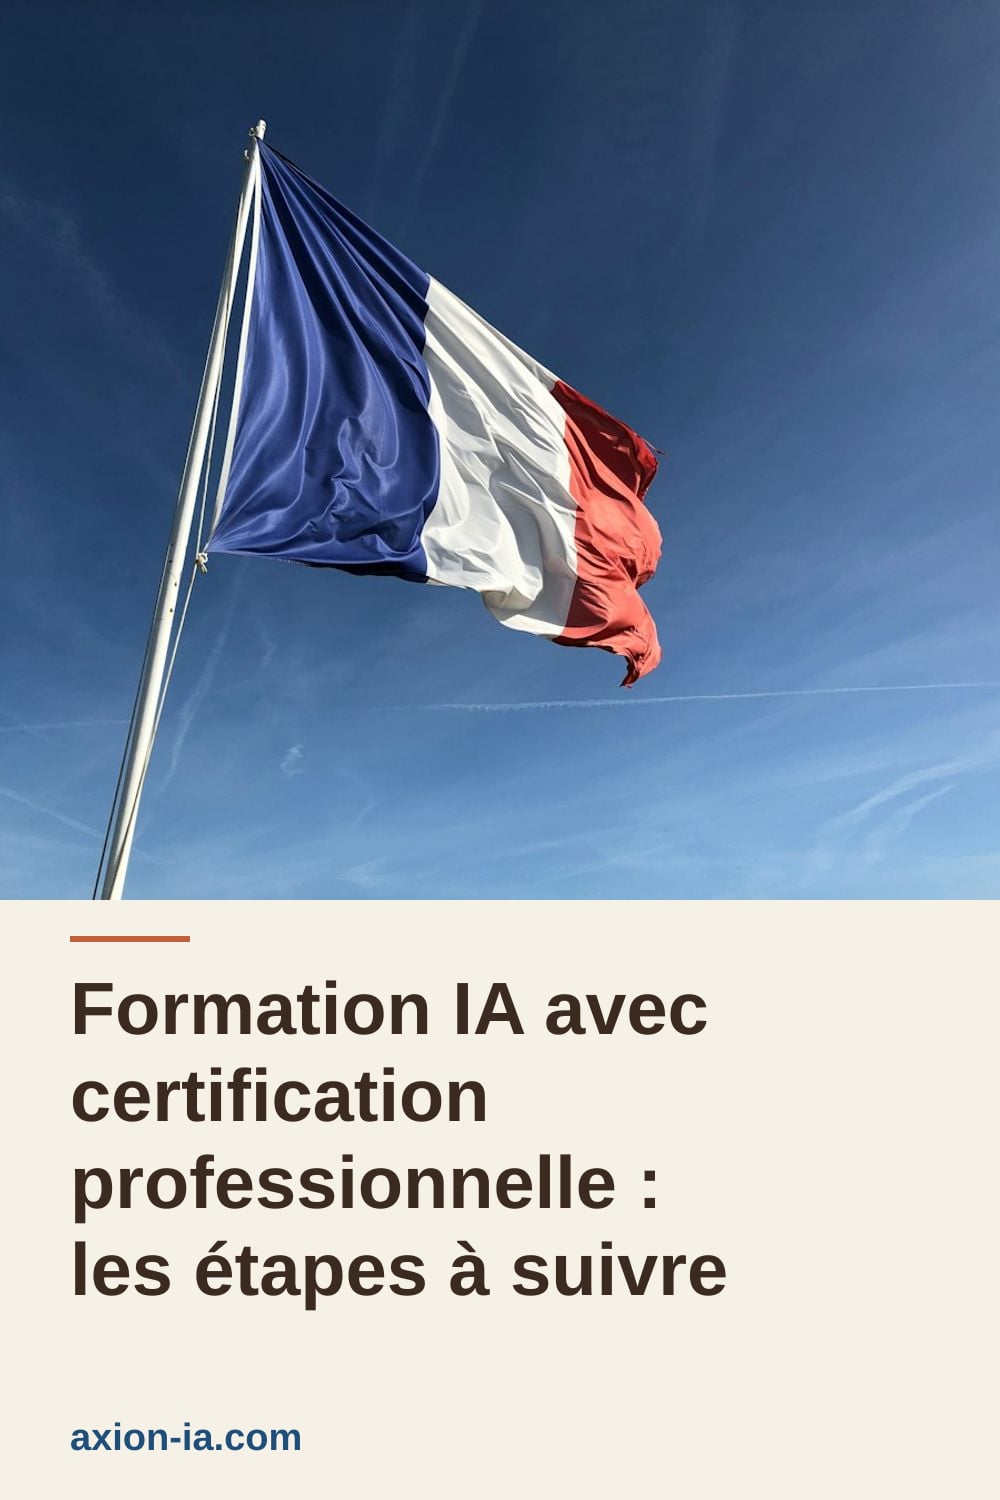 Formation IA avec
certification
professionnelle :
les étapes à suivre
axion-ia.com